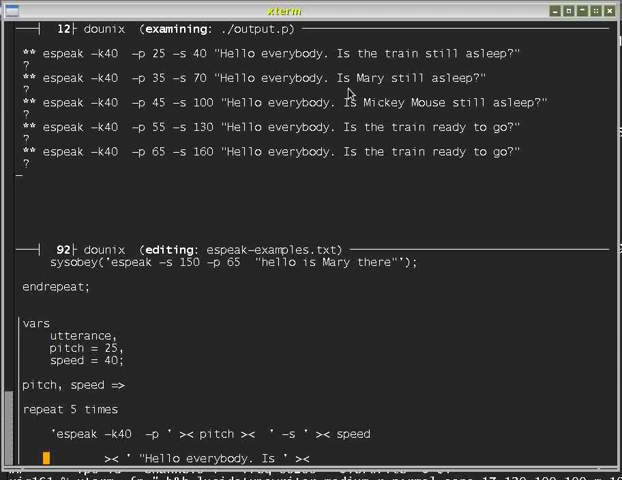 xterm
12 dounix (examining: ./output.p)
** espeak -k40  -p 25 -s 40 "Hello everybody. Is the train still asleep?"
?
** espeak -k40  -p 35 -s 70 "Hello everybody. Is Mary still asleep?"
?
** espeak -k40  -p 45 -s 100 "Hello everybody. Is Mickey Mouse still asleep?"
?
** espeak -k40  -p 55 -s 130 "Hello everybody. Is the train ready to go?"
?
** espeak -k40  -p 65 -s 160 "Hello everybody. Is the train ready to go?"
?
92 dounix (editing: espeak-examples.txt)
sysobey('espeak -s 150 -p 65  "hello is Mary there"');
endrepeat;
vars
utterance,
pitch = 25,
speed = 40;
pitch, speed =>
repeat 5 times
'espeak -k40  -p ' >< pitch ><  ' -s ' >< speed
>< ' "Hello everybody. Is ' ><